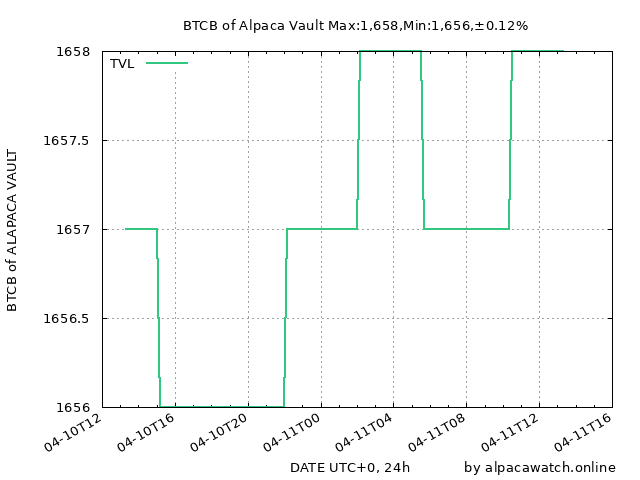 BTCB of Alpaca Vault Max:1,658,Min:1,656,±0.12%
TVL
BTCB of ALAPACA VAULT
1658
1657.5
1657
1656.5
1656
04-10T12
04-10T16
04-10T20
04-11T00
04-11T04
04-11T08
04-11T12
04-11T16
DATE UTC+0, 24h
by alpacawatch.online